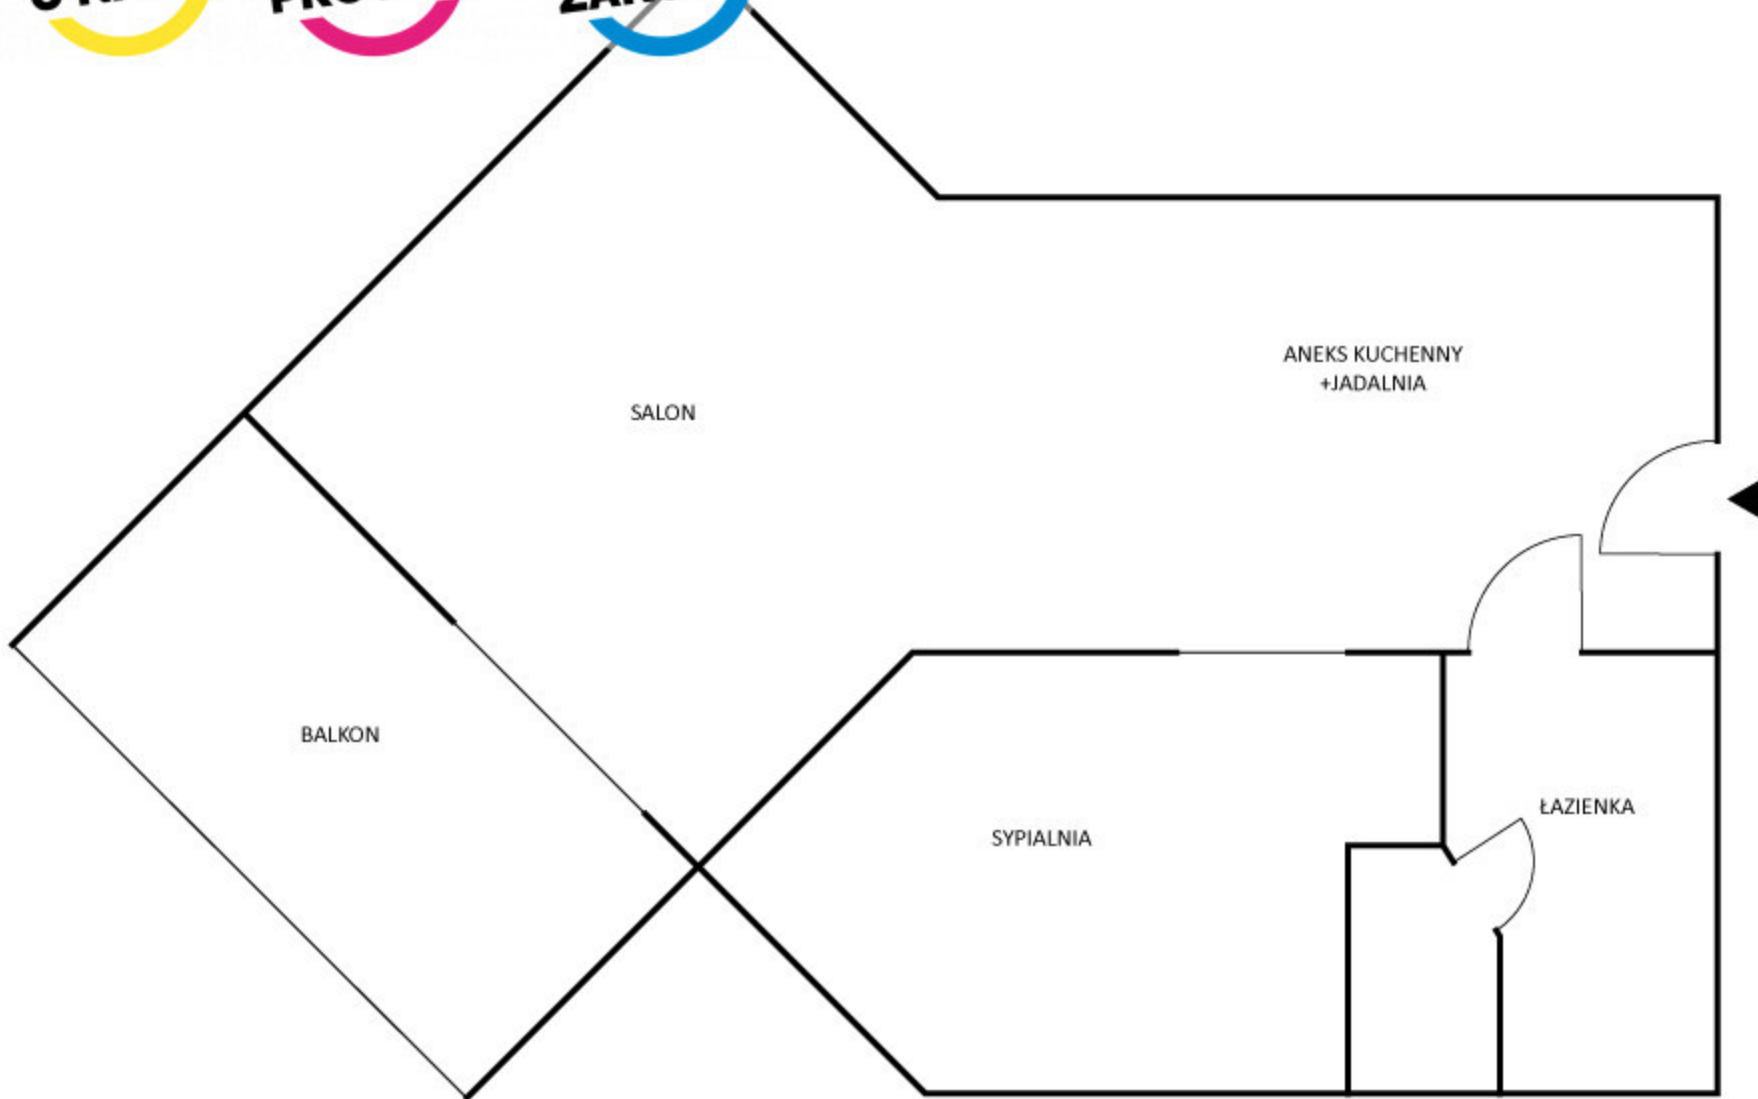 SALON
ANEKS KUCHENNY
+JADALNIA
BALKON
SYPIALNIA
ŁAZIENKA